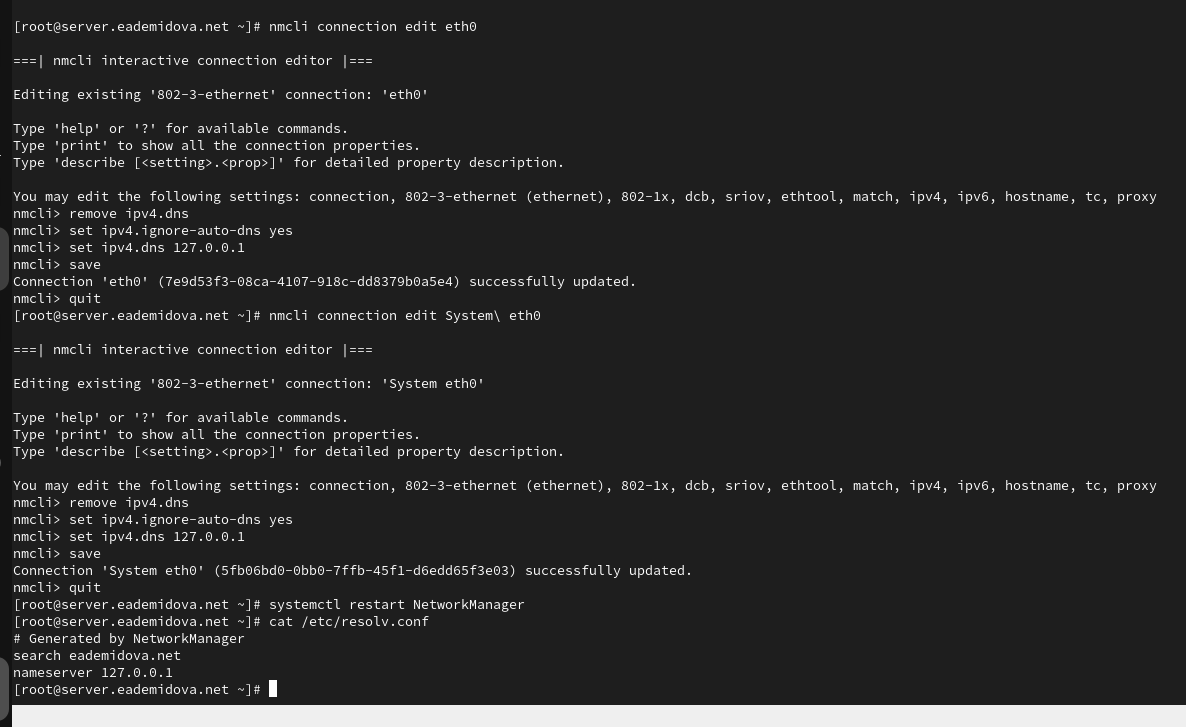 [root@server.eademidova.net ~]# nmcli connection edit eth0
===| nmcli interactive connection editor |===
Editing existing '802-3-ethernet' connection: 'eth0'
Type 'help' or '?' for available commands.
Type 'print' to show all the connection properties.
Type 'describe [<setting>.<prop>]' for detailed property description.
You may edit the following settings: connection, 802-3-ethernet (ethernet), 802-1x, dcb, sriov, ethtool, match, ipv4, ipv6, hostname, tc, proxy
nmcli> remove ipv4.dns
nmcli> set ipv4.ignore-auto-dns yes
nmcli> set ipv4.dns 127.0.0.1
nmcli> save
Connection 'eth0' (7e9d53f3-08ca-4107-918c-dd8379b0a5e4) successfully updated.
nmcli> quit
[root@server.eademidova.net ~]# nmcli connection edit System\ eth0
===| nmcli interactive connection editor |===
Editing existing '802-3-ethernet' connection: 'System eth0'
Type 'help' or '?' for available commands.
Type 'print' to show all the connection properties.
Type 'describe [<setting>.<prop>]' for detailed property description.
You may edit the following settings: connection, 802-3-ethernet (ethernet), 802-1x, dcb, sriov, ethtool, match, ipv4, ipv6, hostname, tc, proxy
nmcli> remove ipv4.dns
nmcli> set ipv4.ignore-auto-dns yes
nmcli> set ipv4.dns 127.0.0.1
nmcli> save
Connection 'System eth0' (5fb06bd0-0bb0-7ffb-45f1-d6edd65f3e03) successfully updated.
nmcli> quit
[root@server.eademidova.net ~]# systemctl restart NetworkManager
[root@server.eademidova.net ~]# cat /etc/resolv.conf
# Generated by NetworkManager
search eademidova.net
nameserver 127.0.0.1
[root@server.eademidova.net ~]#